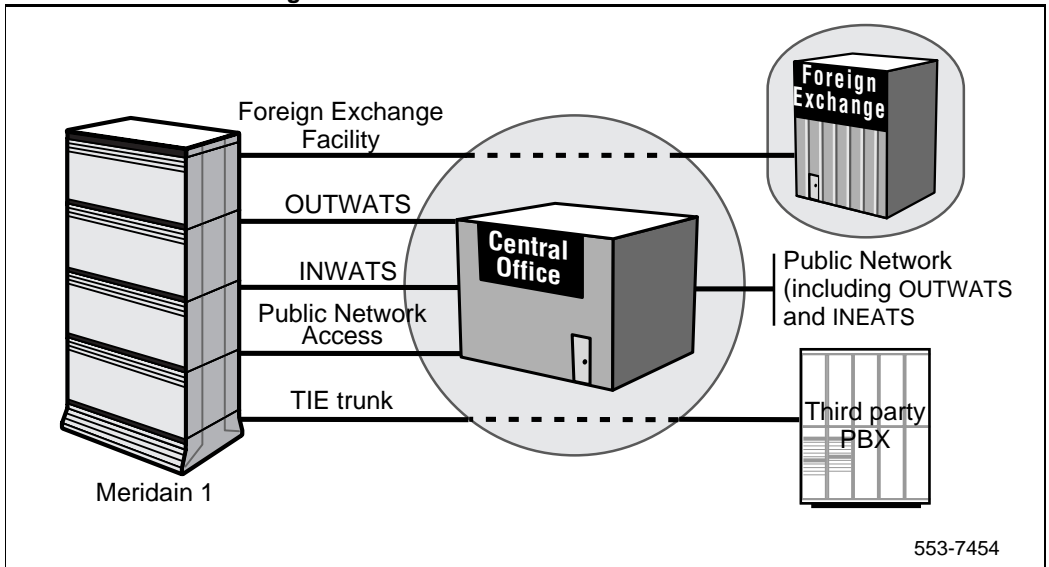 Foreign Exchange
Facility
OUTWATS
INWATS
Public Network
Access
TIE trunk
Meridain 1
Central
Office
Foreign
Exchange
Public Network
(including OUTWATS
and INEATS
Third party
PBX
553-7454